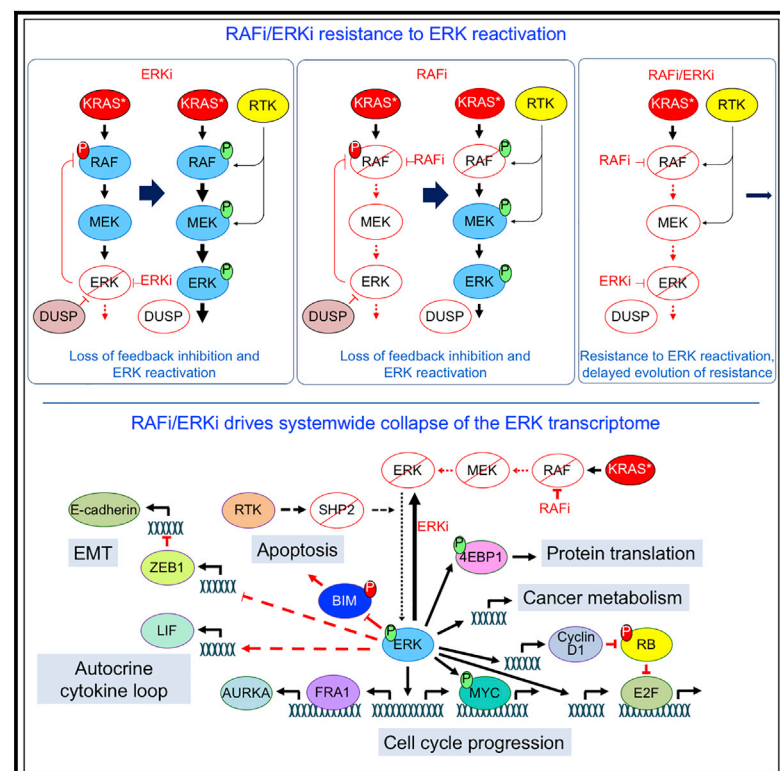 RAFi/ERKi resistance to ERK reactivation
ERKi
KRAS*
KRAS*
RTK
P
RAF
RAF
P
MEK
MEK
P
ERK
ERKi
ERK
P
DUSP
DUSP
Loss of feedback inhibition and
ERK reactivation
RAFi
KRAS*
KRAS*
RTK
P
RAF
RAFi
RAF
P
MEK
MEK
P
ERK
ERK
P
DUSP
DUSP
Loss of feedback inhibition and
ERK reactivation
RAFi/ERKi
KRAS*
RTK
RAFi
RAF
MEK
ERKi
ERK
DUSP
Resistance to ERK reactivation,
delayed evolution of resistance
RAFi/ERKi drives systemwide collapse of the ERK transcriptome
ERK
MEK
RAF
KRAS*
RAFi
E-cadherin
RTK
SHP2
ERKi
EMT
Apoptosis
P
4EBP1
Protein translation
ZEB1
BIM
P
Cancer metabolism
LIF
P
ERK
Cyclin
D1
P
RB
Autocrine
cytokine loop
AURKA
FRA1
P
MYC
E2F
Cell cycle progression